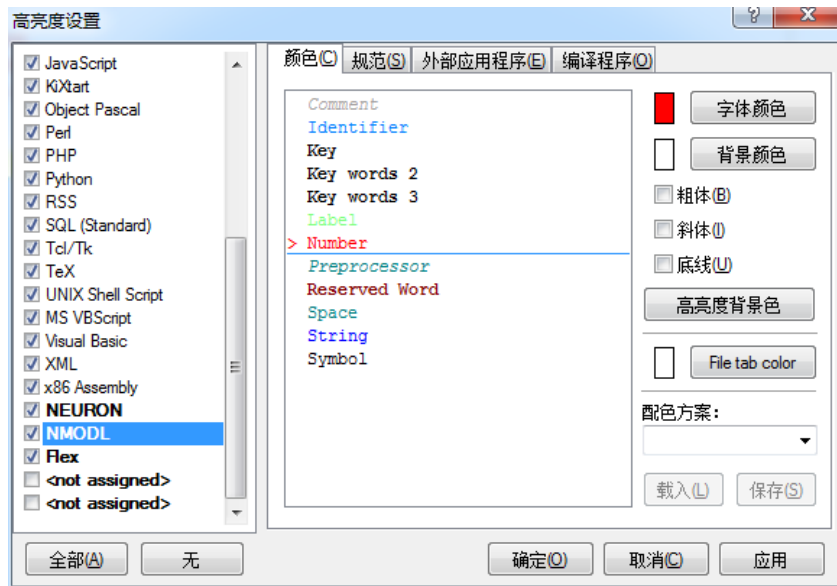 高亮度设置
JavaScript
KiXtart
Object Pascal
Perl
PHP
Python
RSS
SQL (Standard)
Tcl/Tk
TeX
UNIX Shell Script
MS VBScript
Visual Basic
XML
x86 Assembly
NEURON
NMODL
Flex
<not assigned>
<not assigned>
全部(A) 无
颜色(C) 规范(S) 外部应用程序(E) 编译程序(O)
Comment
Identifier
Key
Key words 2
Key words 3
Label
> Number
Preprocessor
Reserved Word
Space
String
Symbol
字体颜色
背景颜色
粗体(B)
斜体(I)
底线(U)
高亮度背景色
File tab color
配色方案：
载入(L) 保存(S)
确定(O) 取消(C) 应用